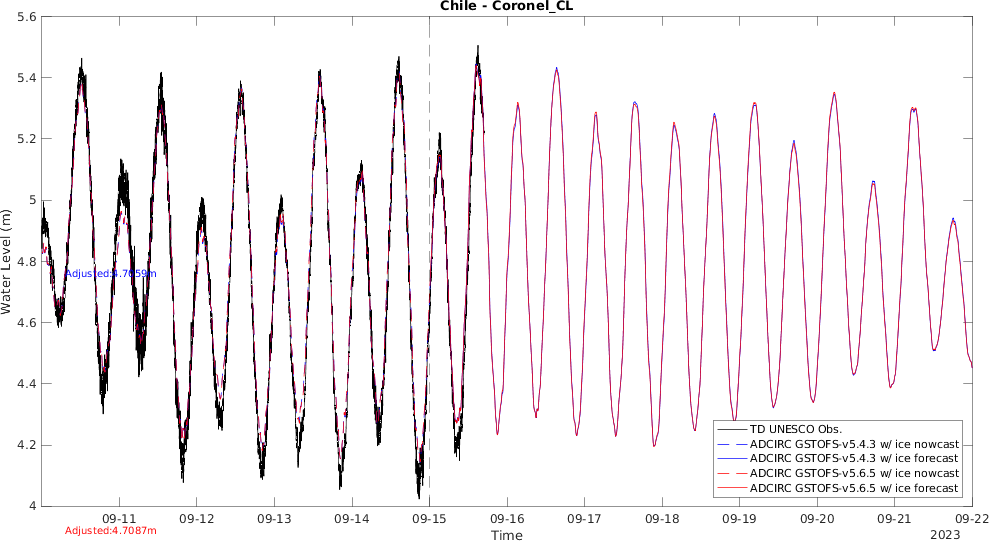 Chile - Coronel_CL
5.6
5.4
5.2
5
4.8
4.6
4.4
4.2
4
Water Level (m)
Adjusted:4.7059m
TD UNESCO Obs.
ADCIRC GSTOFS-v5.4.3 w/ ice nowcast
ADCIRC GSTOFS-v5.4.3 w/ ice forecast
ADCIRC GSTOFS-v5.6.5 w/ ice nowcast
ADCIRC GSTOFS-v5.6.5 w/ ice forecast
09-11 09-12 09-13 09-14 09-15 09-16 09-17 09-18 09-19 09-20 09-21 09-22
Adjusted:4.7087m
Time
2023